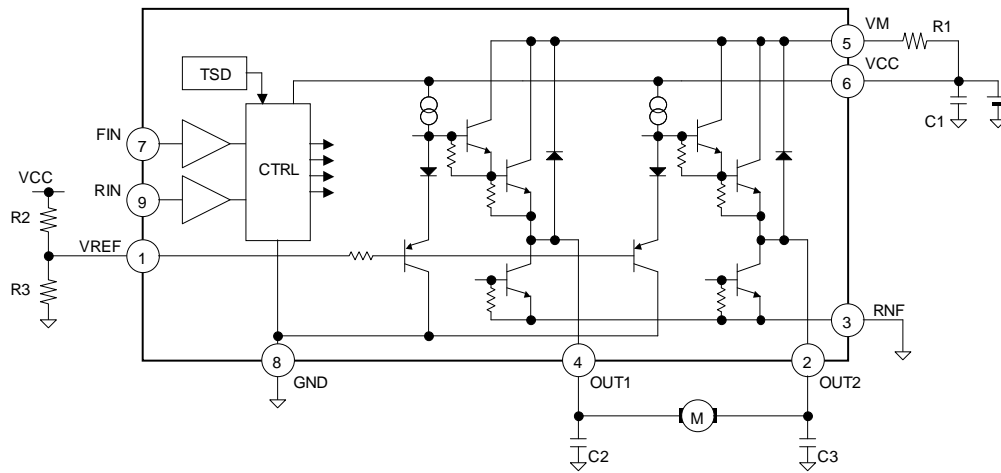 VM
R1
5
VCC
TSD
6
FIN
C1
7
CTRL
VCC
RIN
9
R2
VREF
1
R3
RNF
3
8
4
2
GND
OUT1
OUT2
M
C2
C3